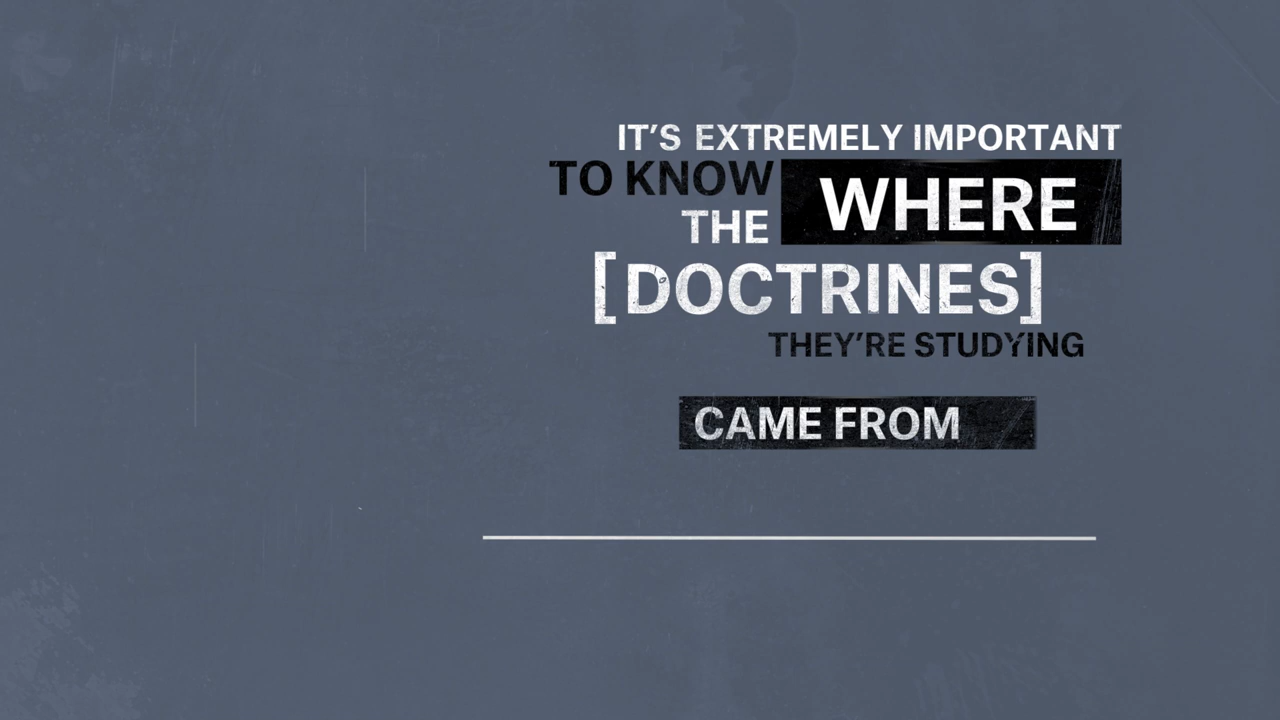 IT’S EXTREMELY IMPORTANT
TO KNOW WHERE
THE
[DOCTRINES]
THEY’RE STUDYING
CAME FROM